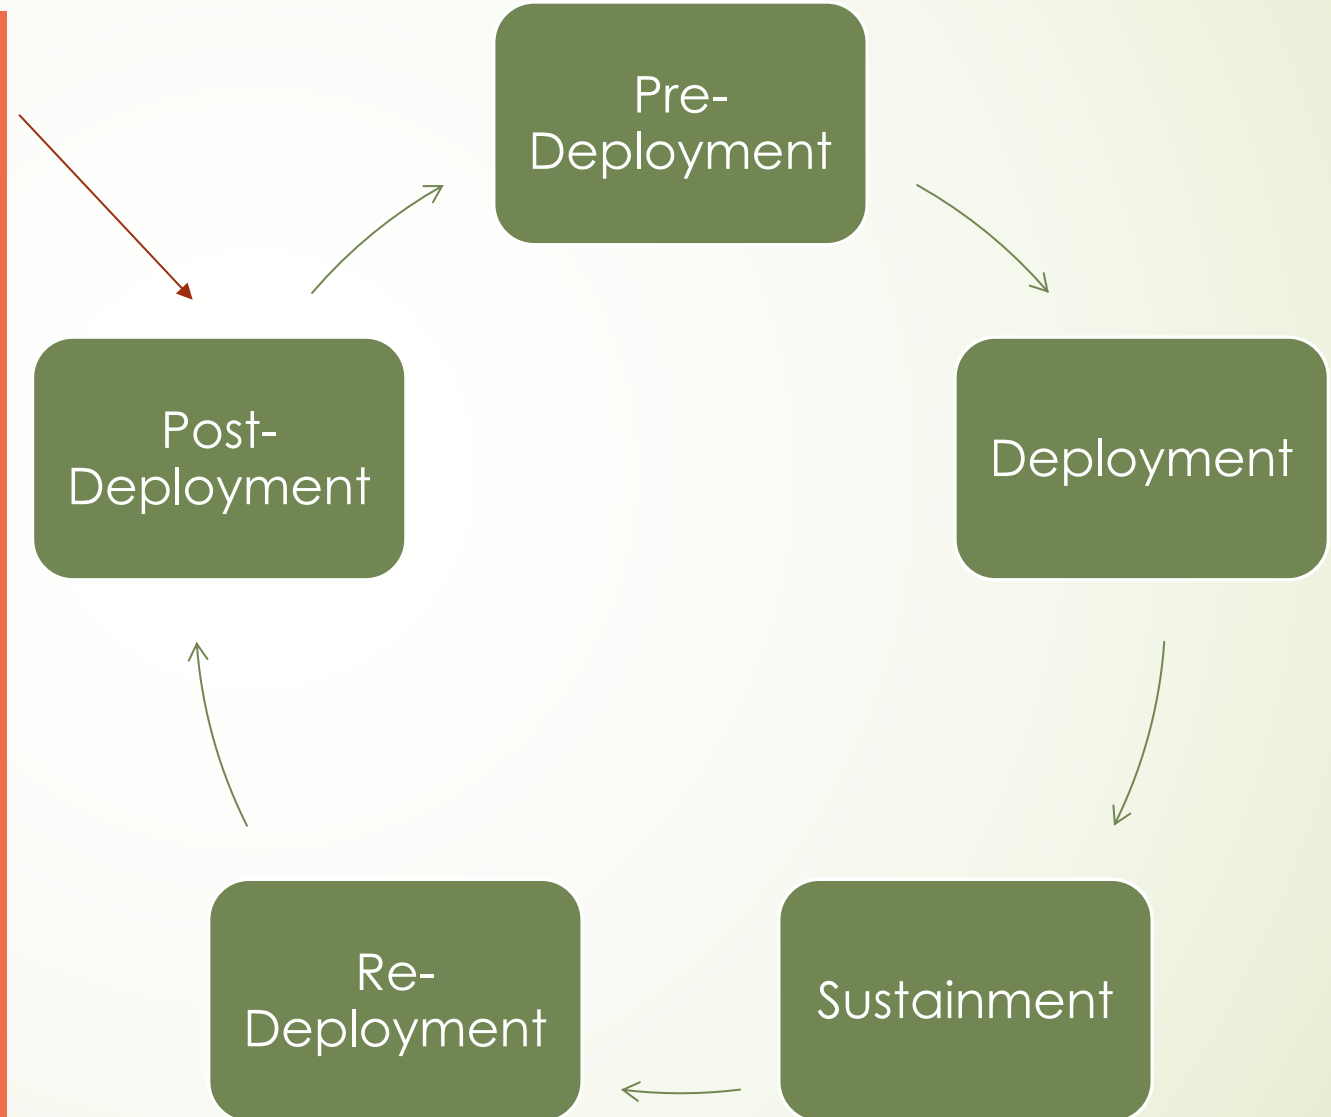 Pre-
Deployment
Post-
Deployment
Deployment
Re-
Deployment
Sustainment